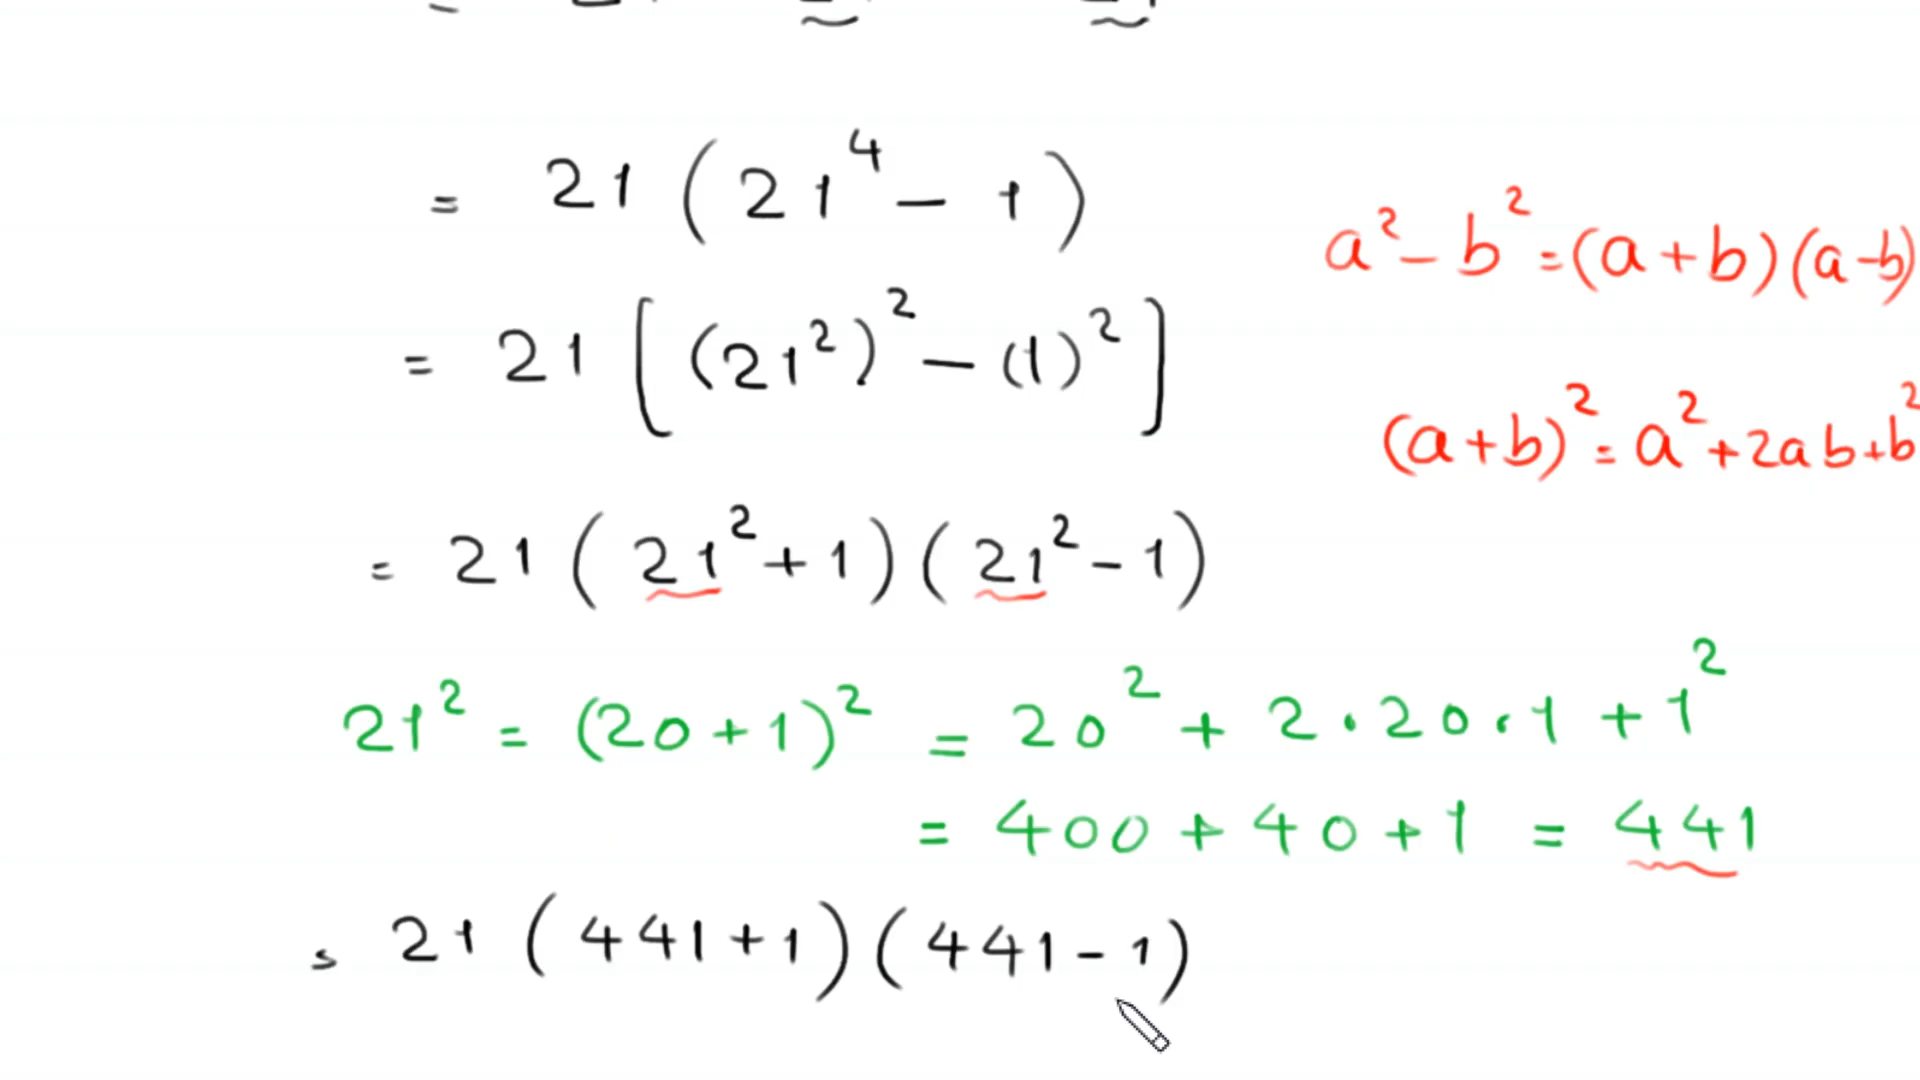 = 21 (21⁴ - 1)
a² - b² = (a + b)(a - b)
= 21 [(21²)² - (1)²]
(a + b)² = a² + 2ab + b²
= 21 (21² + 1)(21² - 1)
21² = (20 + 1)² = 20² + 2 · 20 · 1 + 1²
= 400 + 40 + 1 = 441
= 21 (441 + 1)(441 - 1)